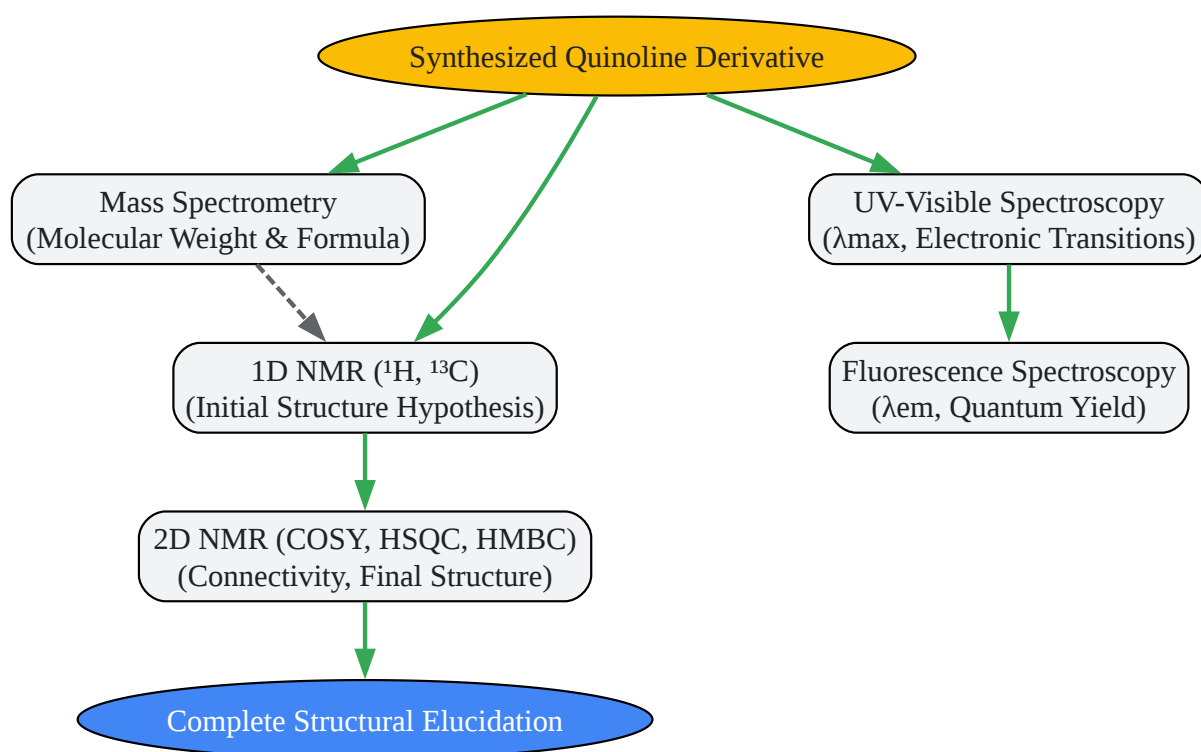 Synthesized Quinoline Derivative
Mass Spectrometry
(Molecular Weight & Formula)
UV-Visible Spectroscopy
(λmax, Electronic Transitions)
1D NMR (¹H, ¹³C)
(Initial Structure Hypothesis)
Fluorescence Spectroscopy
(λem, Quantum Yield)
2D NMR (COSY, HSQC, HMBC)
(Connectivity, Final Structure)
Complete Structural Elucidation